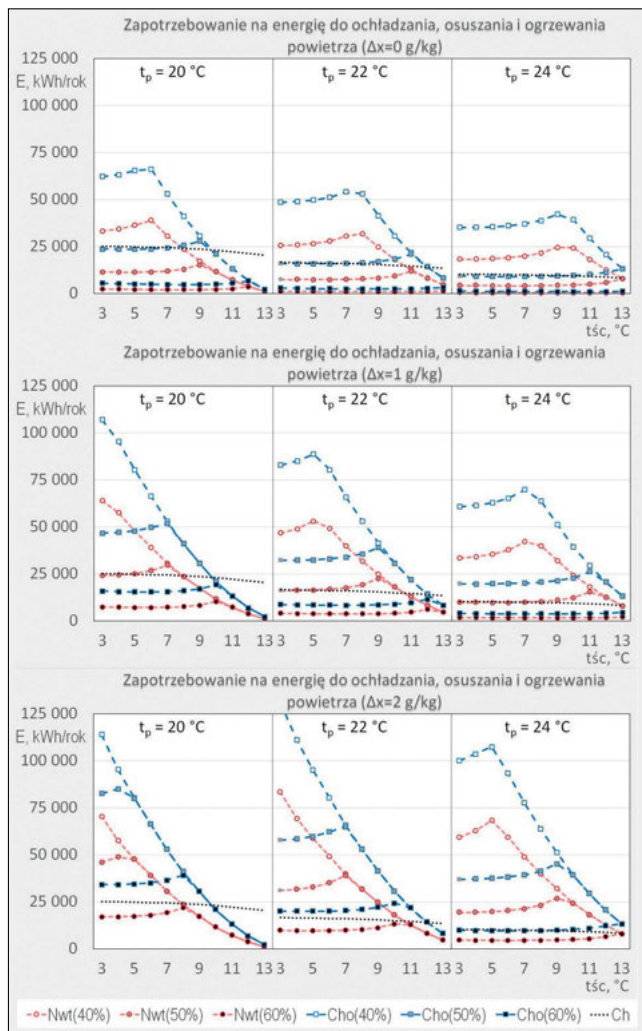 Zapotrzebowanie na energię do ochładzania, osuszania i ogrzewania
powietrza (Δx=0 g/kg)
125 000
E, kWh/rok
100 000
75 000
50 000
25 000
0
tₚ = 20 °C
tₚ = 22 °C
tₚ = 24 °C
3 5 7 9 11 13 3 5 7 9 11 13 3 5 7 9 11 13
tśc, °C
Zapotrzebowanie na energię do ochładzania, osuszania i ogrzewania
powietrza (Δx=1 g/kg)
125 000
E, kWh/rok
100 000
75 000
50 000
25 000
0
tₚ = 20 °C
tₚ = 22 °C
tₚ = 24 °C
3 5 7 9 11 13 3 5 7 9 11 13 3 5 7 9 11 13
tśc, °C
Zapotrzebowanie na energię do ochładzania, osuszania i ogrzewania
powietrza (Δx=2 g/kg)
125 000
E, kWh/rok
100 000
75 000
50 000
25 000
0
tₚ = 20 °C
tₚ = 22 °C
tₚ = 24 °C
3 5 7 9 11 13 3 5 7 9 11 13 3 5 7 9 11 13
tśc, °C
Nwt(40%) Nwt(50%) Nwt(60%) Cho(40%) Cho(50%) Cho(60%) Ch